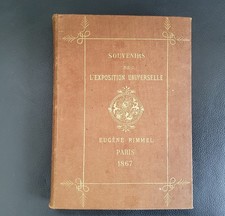 SOUVENIRS
DE
L'EXPOSITION UNIVERSELLE
EUGÈNE RIMMEL
PARIS
1867